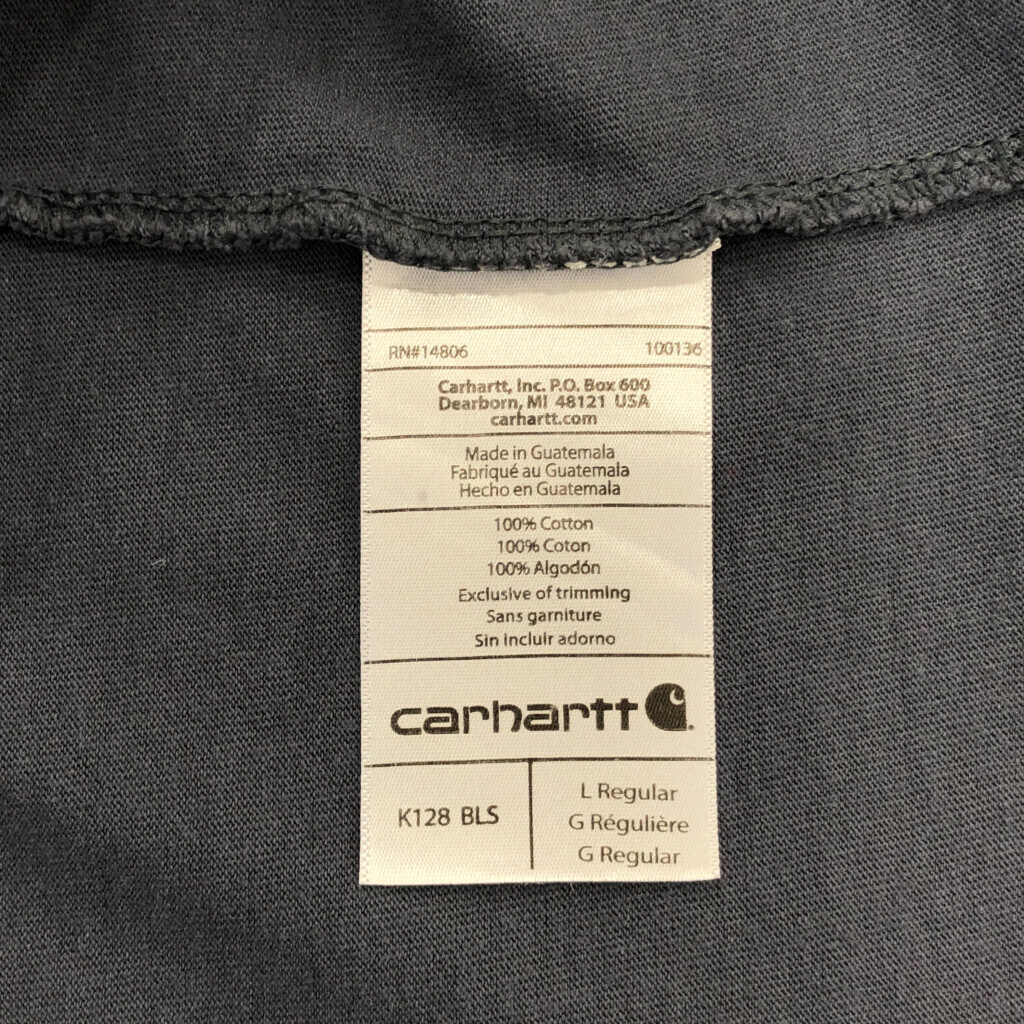 RN#14806 100136
Carhartt, Inc. P.O. Box 600
Dearborn, MI 48121 USA
carhartt.com
Made in Guatemala
Fabriqué au Guatemala
Hecho en Guatemala
100% Cotton
100% Coton
100% Algodón
Exclusive of trimming
Sans garniture
Sin incluir adorno
carhartt
K128 BLS
L Regular
G Régulière
G Regular